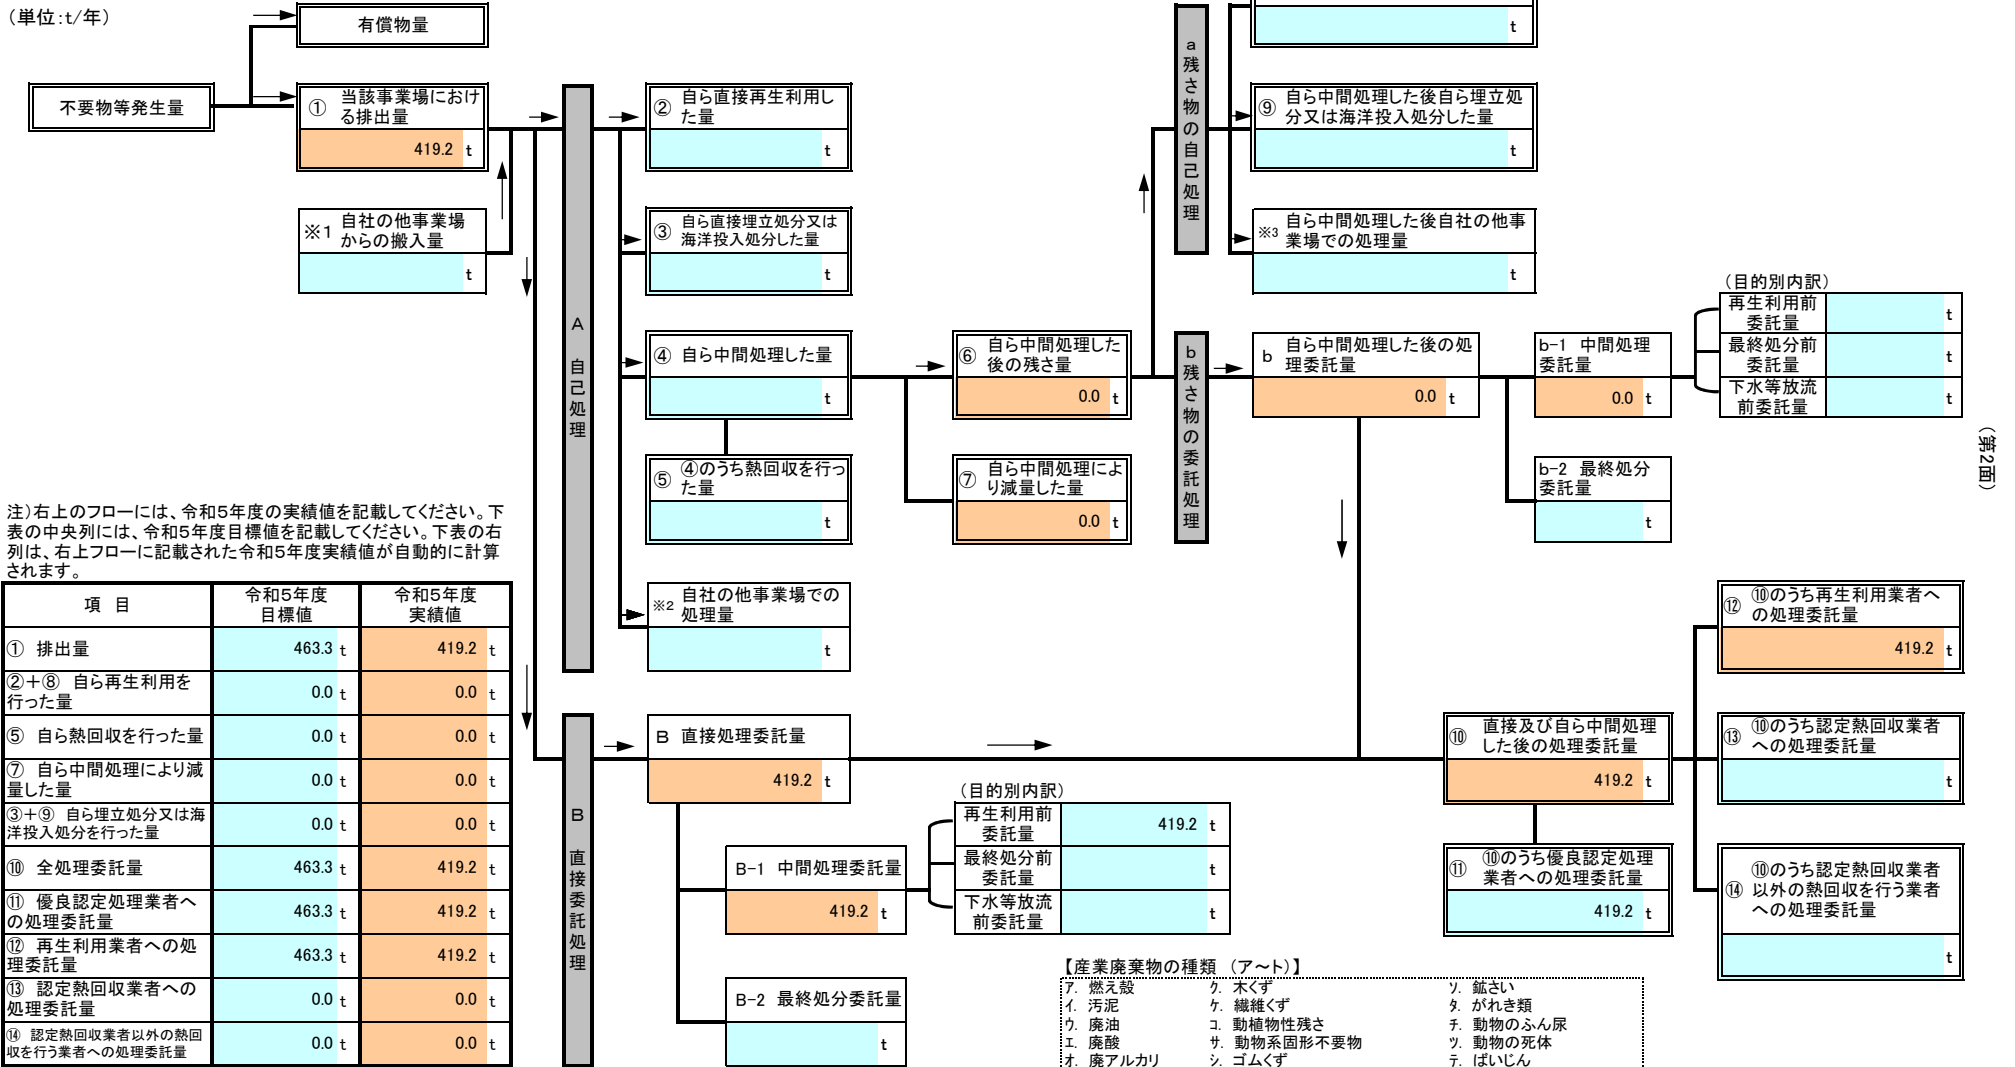 （単位：t/年）
有償物量
t
不要物等発生量
① 当該事業場におけ
る排出量
419.2 t
※1 自社の他事業場
からの搬入量
t
A 自己処理
② 自ら直接再生利用し
た量
t
③ 自ら直接埋立処分又は
海洋投入処分した量
t
④ 自ら中間処理した量
t
⑤ ④のうち熱回収を行っ
た量
t
※2 自社の他事業場での
処理量
t
⑥ 自ら中間処理した
後の残さ量
0.0 t
⑦ 自ら中間処理によ
り減量した量
0.0 t
a残さ物の自己処理
⑨ 自ら中間処理した後自ら埋立処
分又は海洋投入処分した量
t
※3 自ら中間処理した後自社の他事
業場での処理量
t
b残さ物の委託処理
b 自ら中間処理した後の処
理委託量
0.0 t
b-1 中間処理
委託量
0.0 t
b-2 最終処分
委託量
t
（目的別内訳）
再生利用前
委託量 t
最終処分前
委託量 t
下水等放流
前委託量 t
（第2面）
注）右上のフローには、令和5年度の実績値を記載してください。下
表の中央列には、令和5年度目標値を記載してください。下表の右
列は、右上フローに記載された令和5年度実績値が自動的に計算
されます。
項 目 令和5年度 目標値 令和5年度 実績値
① 排出量 463.3 t 419.2 t
②＋⑧ 自ら再生利用を
行った量 0.0 t 0.0 t
⑤ 自ら熱回収を行った量 0.0 t 0.0 t
⑦ 自ら中間処理により減
量した量 0.0 t 0.0 t
③＋⑨ 自ら埋立処分又は海
洋投入処分を行った量 0.0 t 0.0 t
⑩ 全処理委託量 463.3 t 419.2 t
⑪ 優良認定処理業者へ
の処理委託量 463.3 t 419.2 t
⑫ 再生利用業者への処
理委託量 463.3 t 419.2 t
⑬ 認定熱回収業者への
処理委託量 0.0 t 0.0 t
⑭ 認定熱回収業者以外の熱回
収を行う業者への処理委託量 0.0 t 0.0 t
B 直接委託処理
B 直接処理委託量
419.2 t
B-1 中間処理委託量
419.2 t
B-2 最終処分委託量
t
（目的別内訳）
再生利用前
委託量 419.2 t
最終処分前
委託量 t
下水等放流
前委託量 t
⑩ 直接及び自ら中間処理
した後の処理委託量
419.2 t
⑪ ⑩のうち優良認定処理
業者への処理委託量
419.2 t
⑫ ⑩のうち再生利用業者へ
の処理委託量
419.2 t
⑬ ⑩のうち認定熱回収業者
への処理委託量
t
⑭ ⑩のうち認定熱回収業者
以外の熱回収を行う業者
への処理委託量
t
【産業廃棄物の種類 （ア～ト）】
ア. 燃え殻 ク. 木くず ソ. 鉱さい
イ. 汚泥 ケ. 繊維くず タ. がれき類
ウ. 廃油 コ. 動植物性残さ チ. 動物のふん尿
エ. 廃酸 サ. 動物系固形不要物 ツ. 動物の死体
オ. 廃アルカリ シ. ゴムくず テ. ばいじん